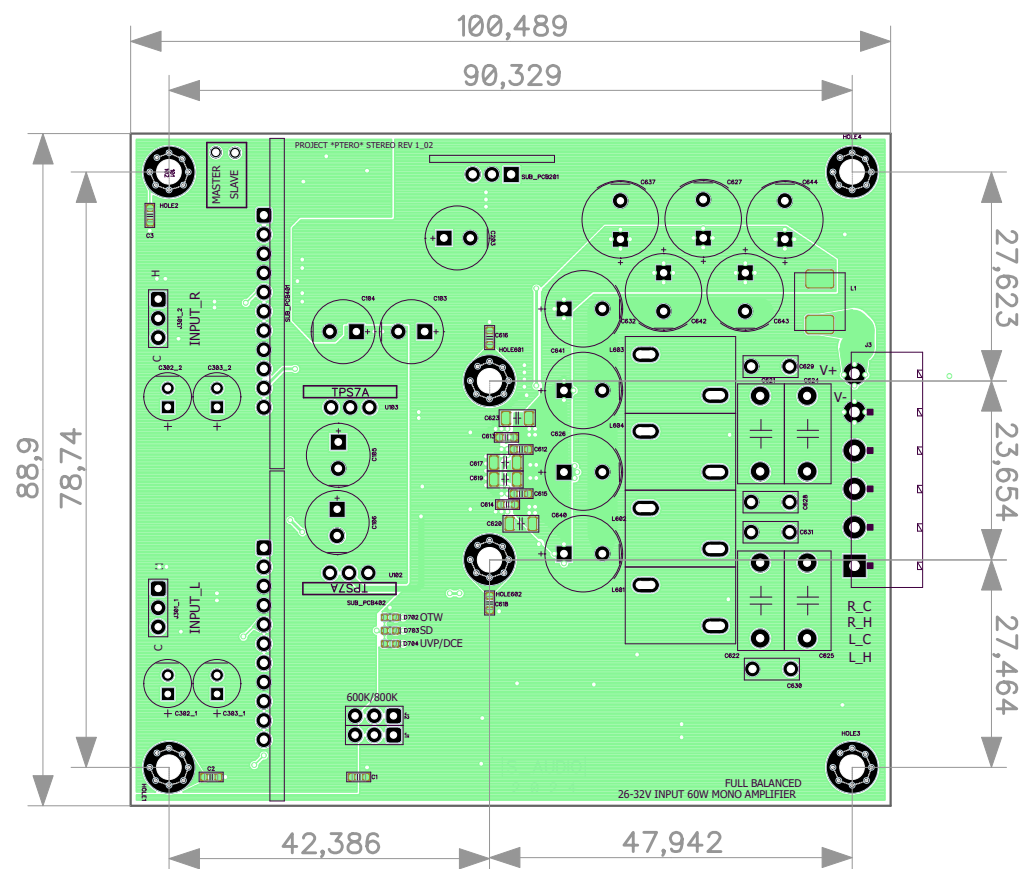 100,489
90,329
PROJECT *PTERO* STEREO REV 1_02
HOLE4
HOLE2
MASTER
SLAVE
SUB_PCB201
C637
C627
C644
C3
C203
H
J301_2
INPUT_R
C
SUB_PCB401
C104
C103
C616
HOLE601
C632
C642
C643
L1
J3
27,623
C302_2
C303_2
TPS7A
U103
C641
L603
C629
V+
V-
C621
C624
C623
C613
C612
C626
L604
C617
C619
C615
C614
C620
C105
C106
88,9
78,74
23,654
C640
L602
C628
C631
U102
TPS7A
SUB_PCB402
HOLE602
C618
L601
J301_1
INPUT_L
C
D702 OTW
D703 SD
D704 UVP/DCE
R_C
R_H
L_C
L_H
C622
C625
C630
27,464
C302_1
C303_1
600K/800K
HOLE3
C2
C1
HOLE1
FULL BALANCED
26-32V INPUT 60W MONO AMPLIFIER
42,386
47,942